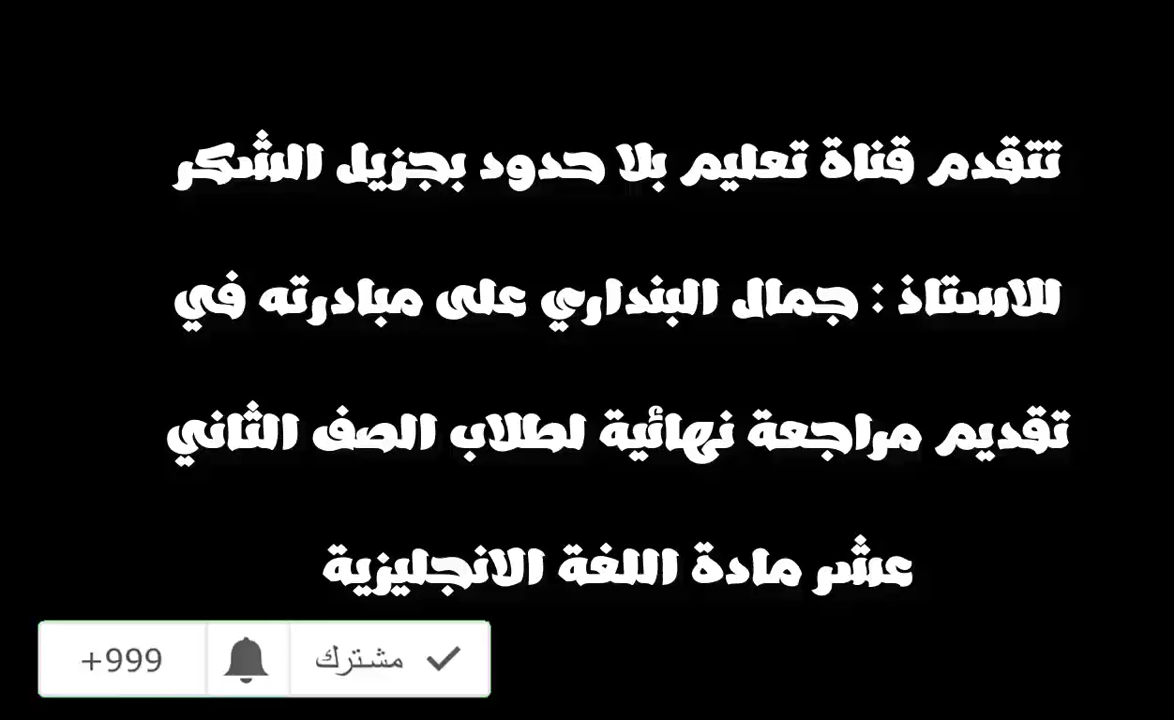 تتقدم قناة تعليم بلا حدود بجزيل الشكر
للاستاذ : جمال البنداري على مبادرته في
تقديم مراجعة نهائية لطلاب الصف الثاني
عشر مادة اللغة الانجليزية
مشترك +999